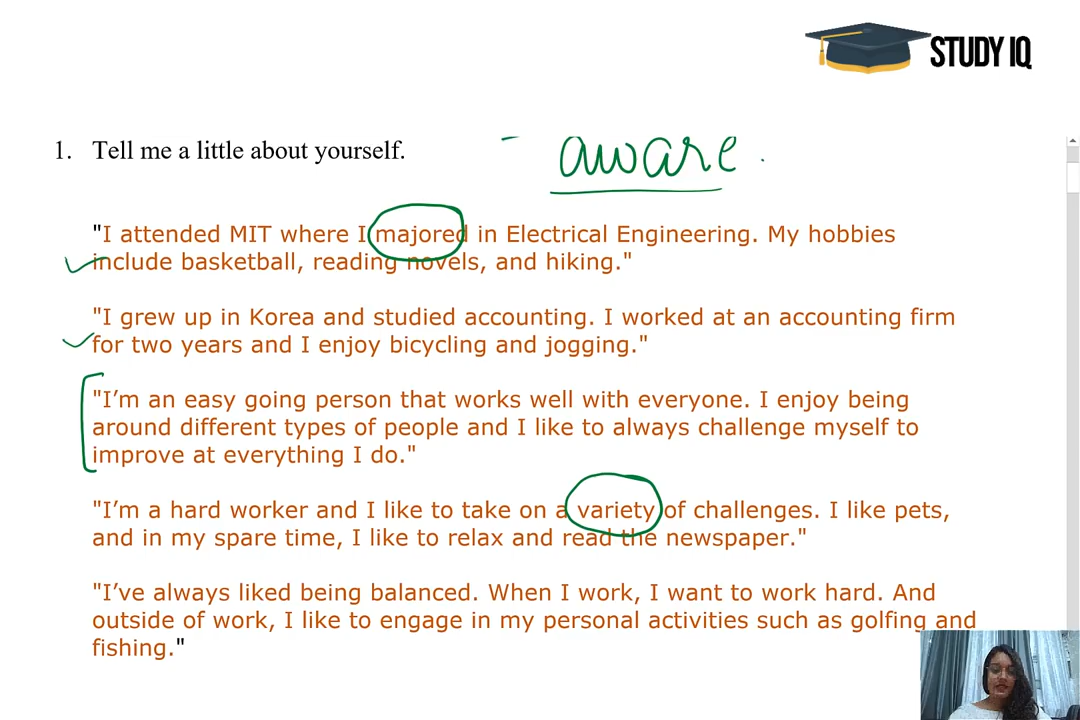 STUDY IQ
1. Tell me a little about yourself.
aware.
"I attended MIT where I majored in Electrical Engineering. My hobbies
include basketball, reading novels, and hiking."
"I grew up in Korea and studied accounting. I worked at an accounting firm
for two years and I enjoy bicycling and jogging."
"I’m an easy going person that works well with everyone. I enjoy being
around different types of people and I like to always challenge myself to
improve at everything I do."
"I’m a hard worker and I like to take on a variety of challenges. I like pets,
and in my spare time, I like to relax and read the newspaper."
"I’ve always liked being balanced. When I work, I want to work hard. And
outside of work, I like to engage in my personal activities such as golfing and
fishing."